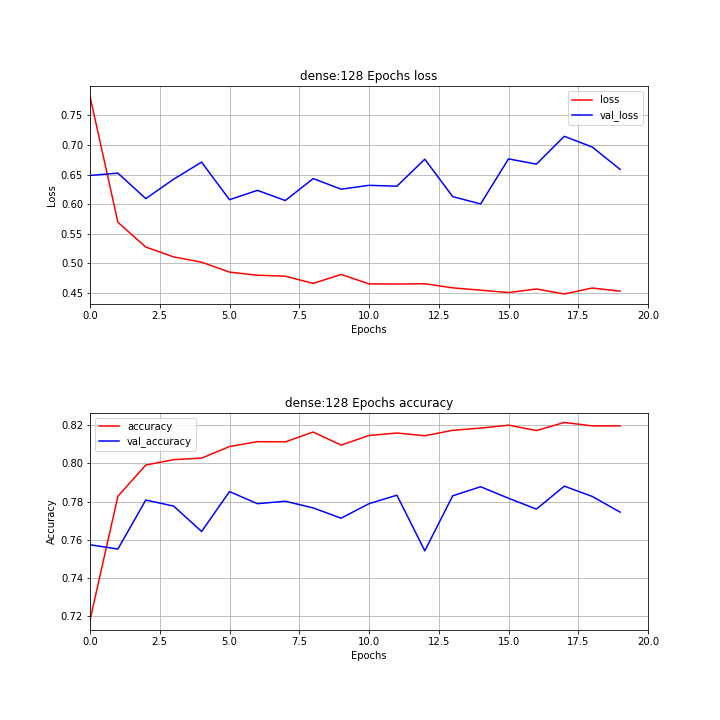 dense:128 Epochs loss
0.75
0.70
0.65
0.60
0.55
0.50
0.45
Loss
loss
val_loss
0.0 2.5 5.0 7.5 10.0 12.5 15.0 17.5 20.0
Epochs
dense:128 Epochs accuracy
0.82
0.80
0.78
0.76
0.74
0.72
Accuracy
accuracy
val_accuracy
0.0 2.5 5.0 7.5 10.0 12.5 15.0 17.5 20.0
Epochs